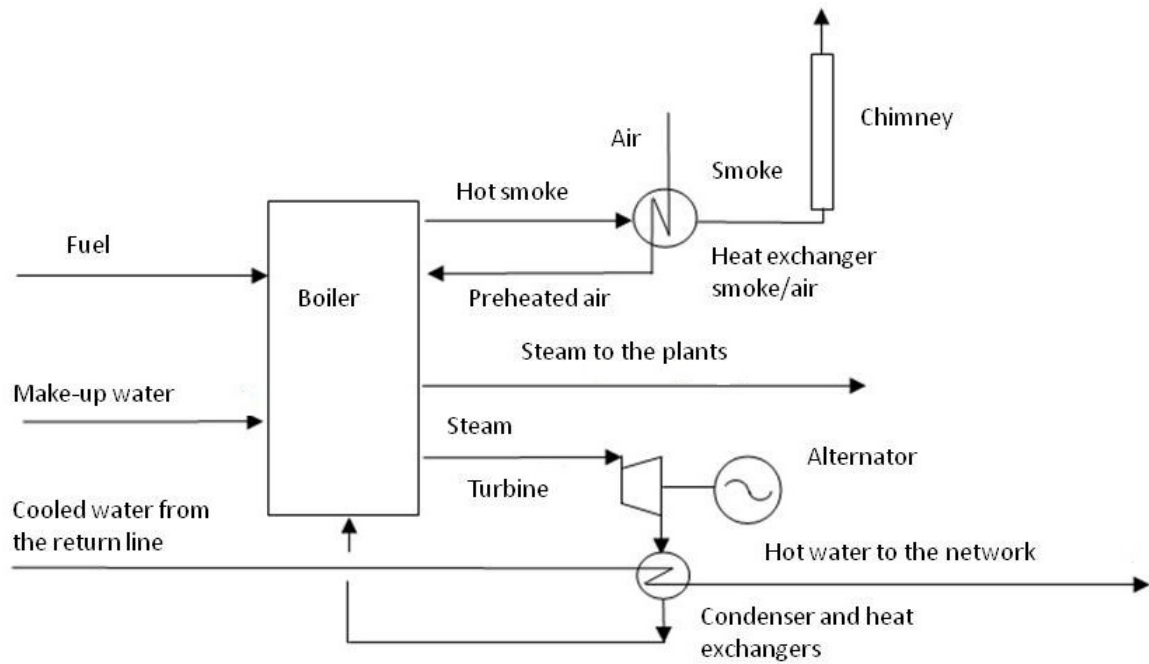 Chimney
Air
Smoke
Hot smoke
Fuel
Heat exchanger
smoke/air
Boiler
Preheated air
Steam to the plants
Make-up water
Steam
Alternator
Turbine
Cooled water from
the return line
Hot water to the network
Condenser and heat
exchangers